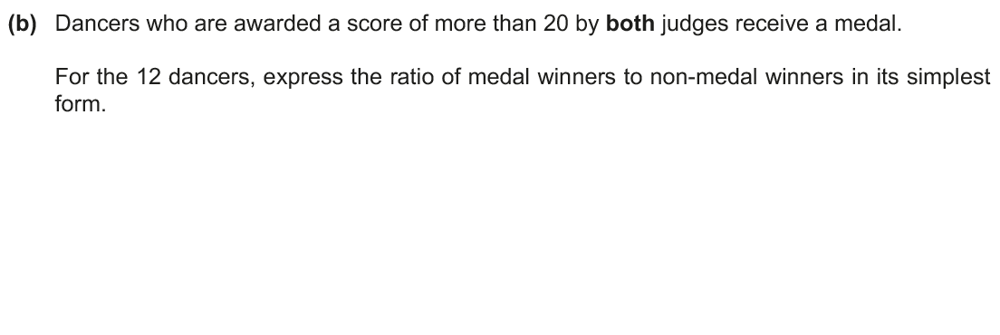 (b) Dancers who are awarded a score of more than 20 by both judges receive a medal.
For the 12 dancers, express the ratio of medal winners to non-medal winners in its simplest
form.